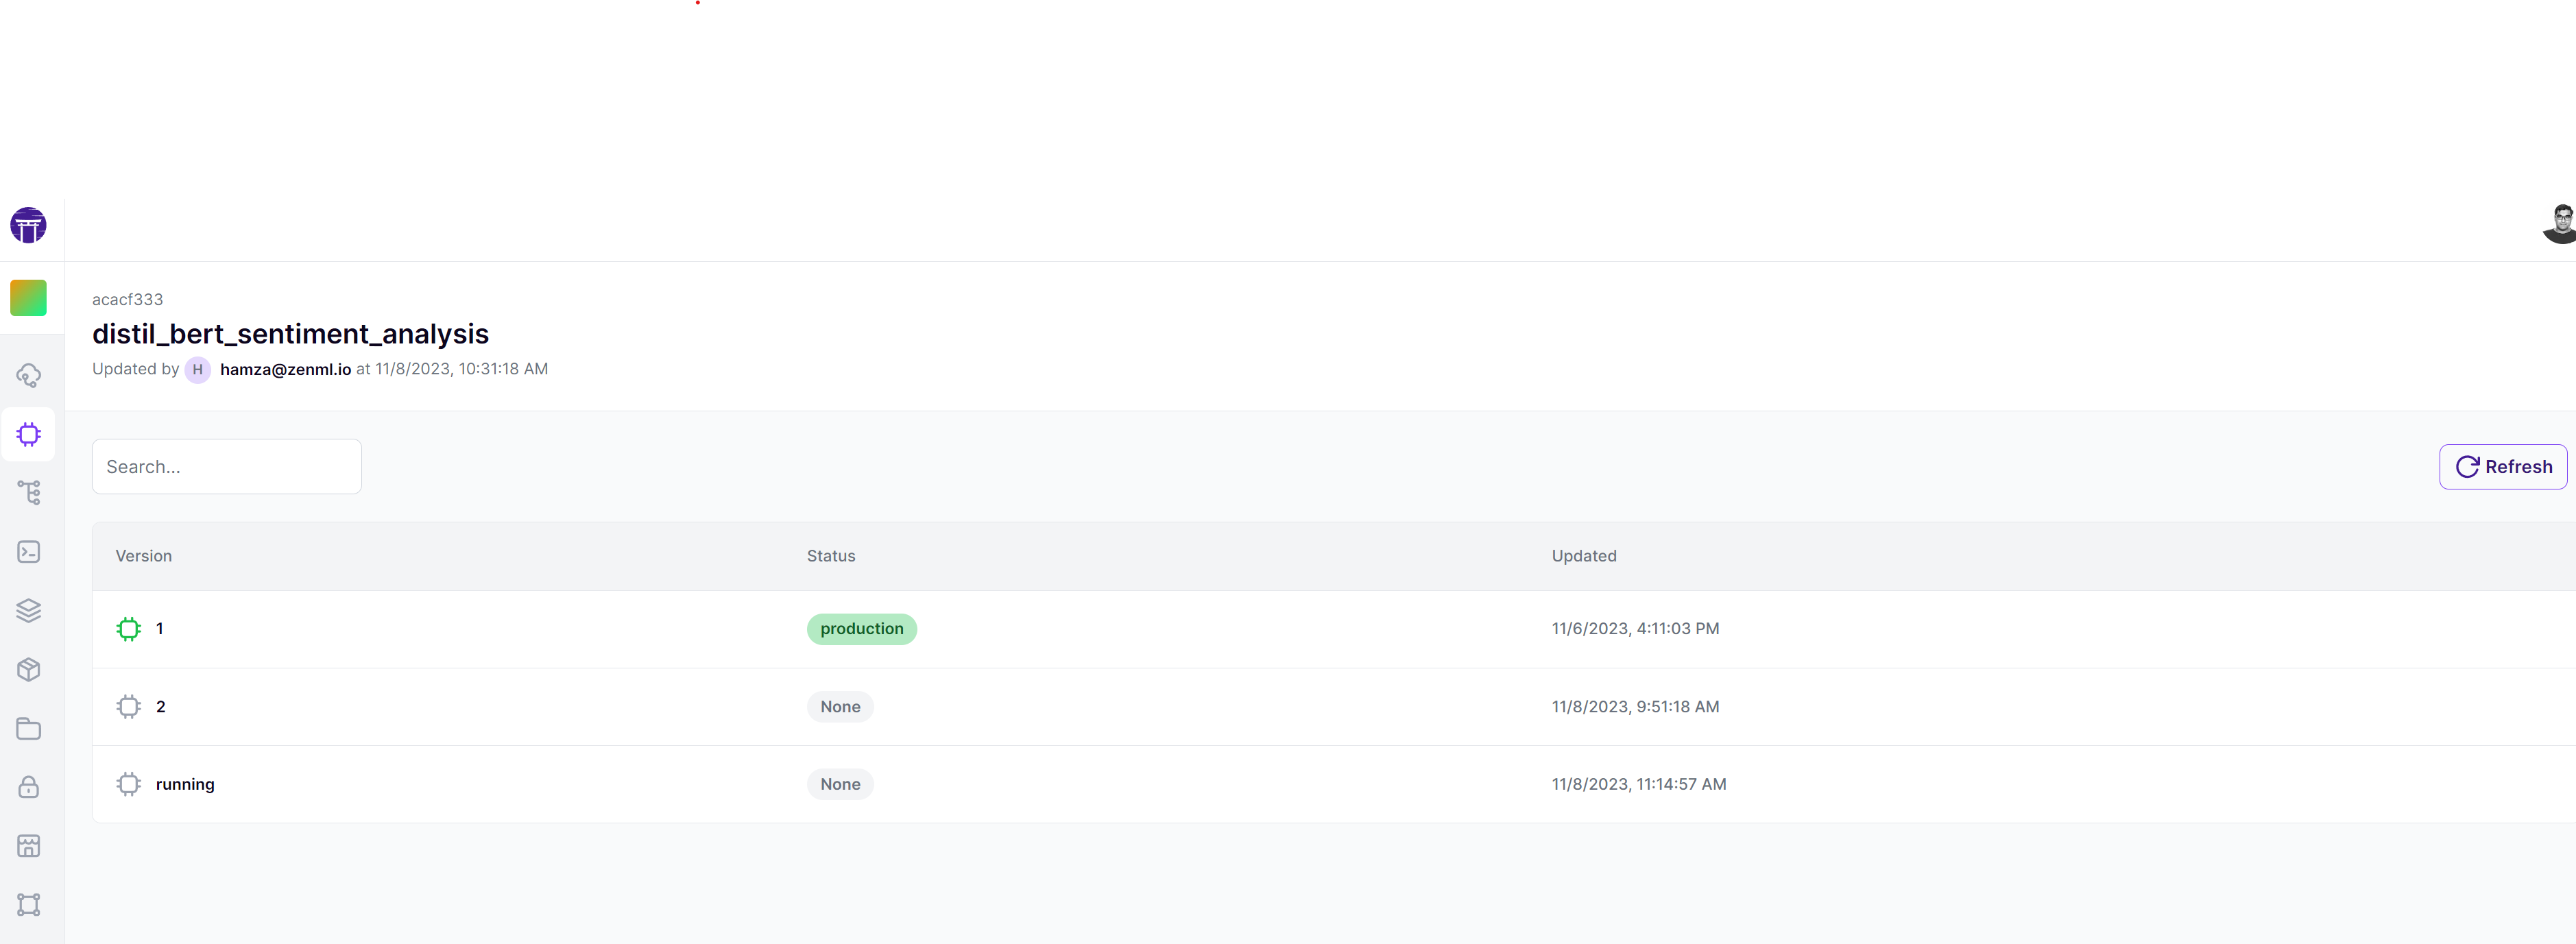 acacf333
distil_bert_sentiment_analysis
Updated by H hamza@zenml.io at 11/8/2023, 10:31:18 AM
Search...
Refresh
Version Status Updated
1 production 11/6/2023, 4:11:03 PM
2 None 11/8/2023, 9:51:18 AM
running None 11/8/2023, 11:14:57 AM